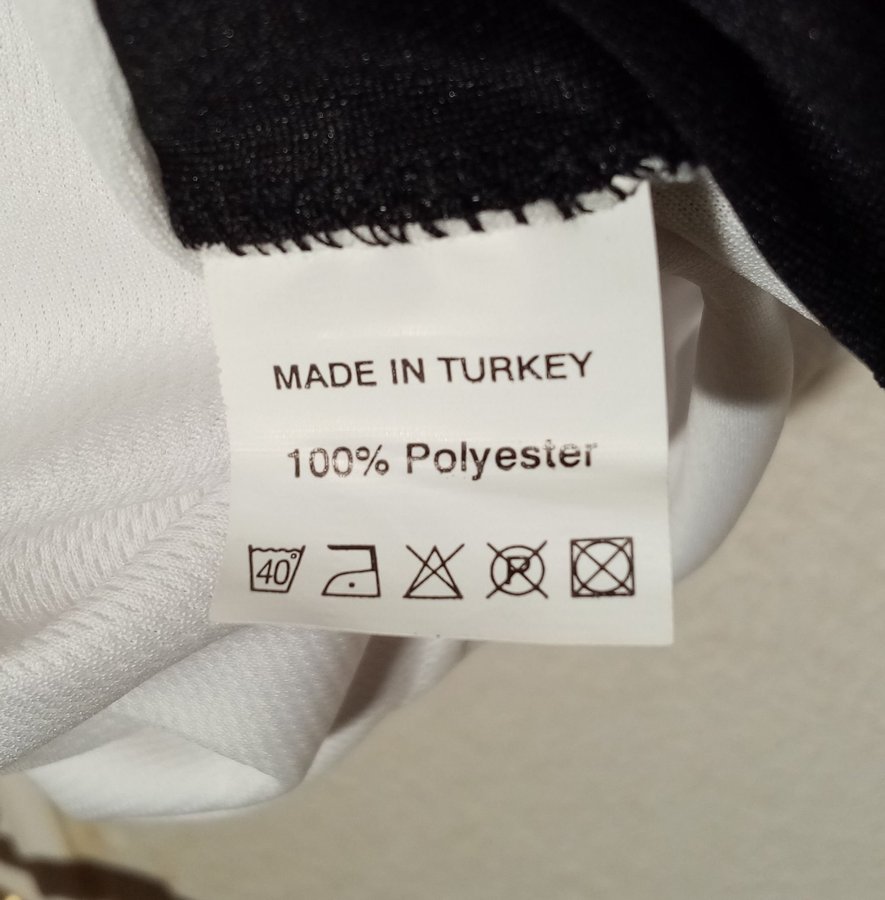 MADE IN TURKEY
100% Polyester
40° P